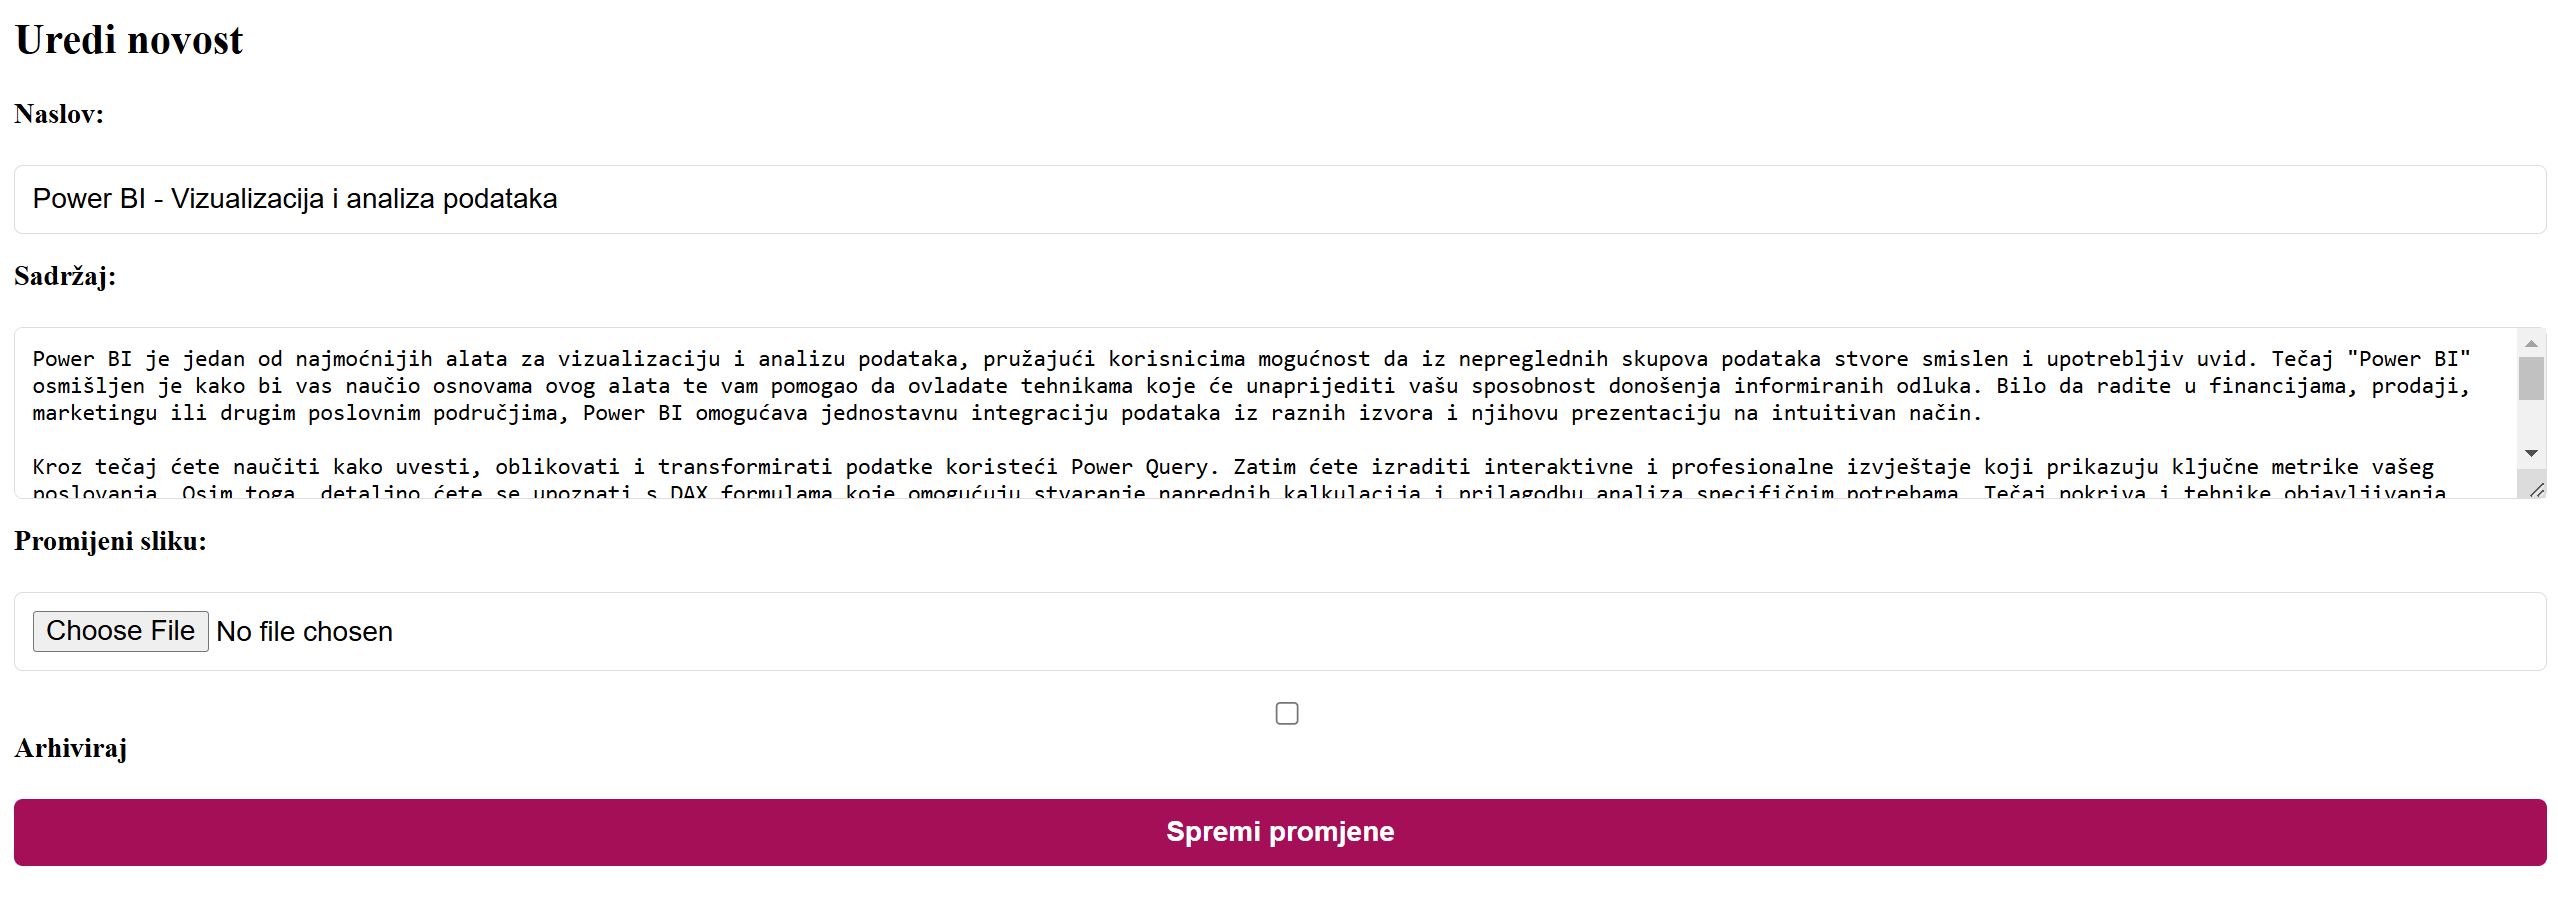 Uredi novost
Naslov:
Power BI - Vizualizacija i analiza podataka
Sadržaj:
Power BI je jedan od najmoćnijih alata za vizualizaciju i analizu podataka, pružajući korisnicima mogućnost da iz nepreglednih skupova podataka stvore smislen i upotrebljiv uvid. Tečaj "Power BI"
osmišljen je kako bi vas naučio osnovama ovog alata te vam pomogao da ovladate tehnikama koje će unaprijediti vašu sposobnost donošenja informiranih odluka. Bilo da radite u financijama, prodaji,
marketingu ili drugim poslovnim područjima, Power BI omogućava jednostavnu integraciju podataka iz raznih izvora i njihovu prezentaciju na intuitivan način.
Kroz tečaj ćete naučiti kako uvesti, oblikovati i transformirati podatke koristeći Power Query. Zatim ćete izraditi interaktivne i profesionalne izvještaje koji prikazuju ključne metrike vašeg
poslovanja. Osim toga, detaljno ćete se upoznati s DAX formulama koje omogućuju stvaranje naprednih kalkulacija i prilagodbu analiza specifičnim potrebama. Tečaj pokriva i tehnike objavljivanja
Promijeni sliku:
Choose File No file chosen
Arhiviraj
Spremi promjene